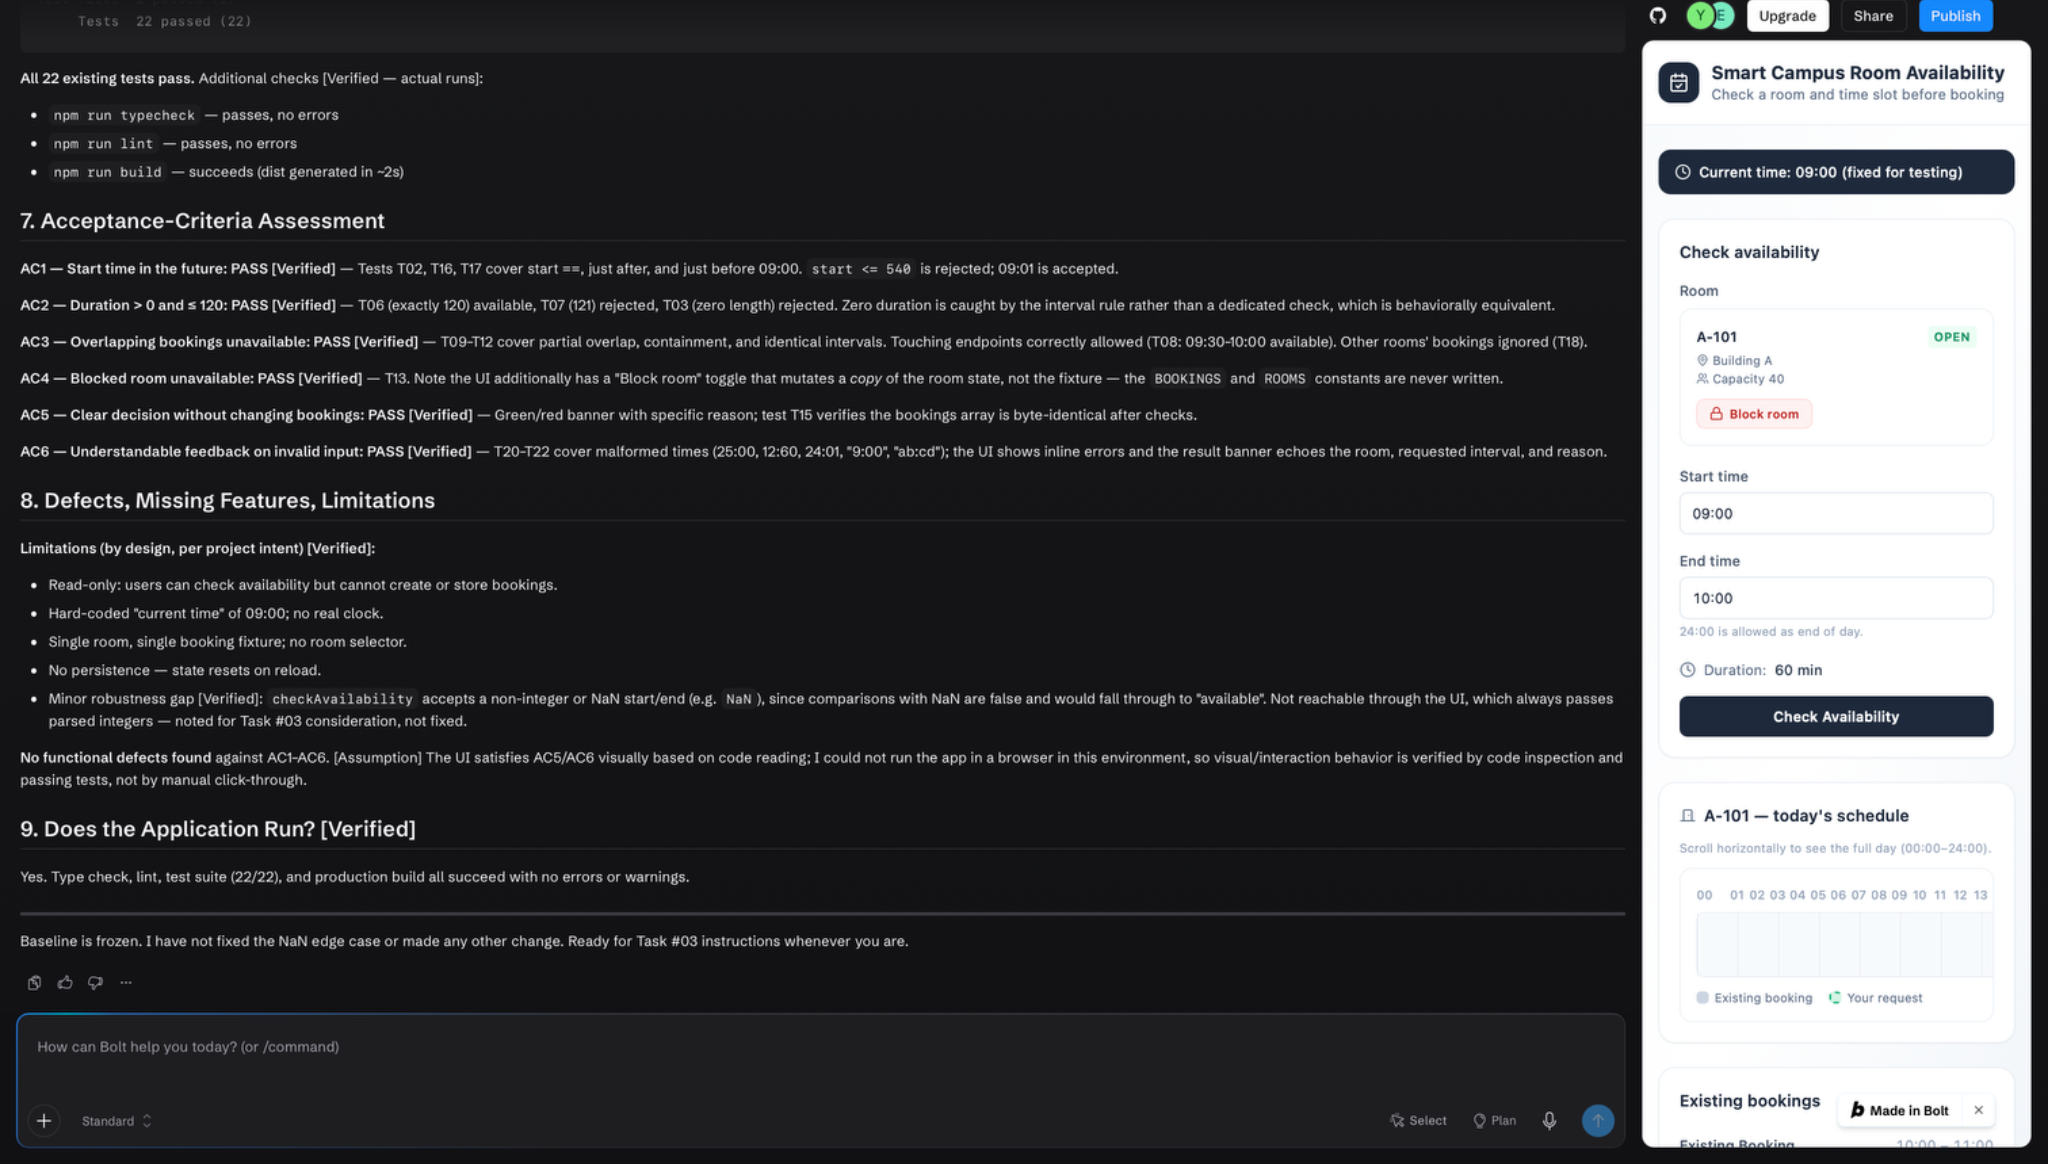 Tests 22 passed (22)
All 22 existing tests pass. Additional checks [Verified — actual runs]:
• npm run typecheck — passes, no errors
• npm run lint — passes, no errors
• npm run build — succeeds (dist generated in ~2s)
7. Acceptance-Criteria Assessment
AC1 — Start time in the future: PASS [Verified] — Tests T02, T16, T17 cover start ==, just after, and just before 09:00. start <= 540 is rejected; 09:01 is accepted.
AC2 — Duration > 0 and ≤ 120: PASS [Verified] — T06 (exactly 120) available, T07 (121) rejected, T03 (zero length) rejected. Zero duration is caught by the interval rule rather than a dedicated check, which is behaviorally equivalent.
AC3 — Overlapping bookings unavailable: PASS [Verified] — T09–T12 cover partial overlap, containment, and identical intervals. Touching endpoints correctly allowed (T08: 09:30–10:00 available). Other rooms' bookings ignored (T18).
AC4 — Blocked room unavailable: PASS [Verified] — T13. Note the UI additionally has a "Block room" toggle that mutates a copy of the room state, not the fixture — the BOOKINGS and ROOMS constants are never written.
AC5 — Clear decision without changing bookings: PASS [Verified] — Green/red banner with specific reason; test T15 verifies the bookings array is byte-identical after checks.
AC6 — Understandable feedback on invalid input: PASS [Verified] — T20–T22 cover malformed times (25:00, 12:60, 24:01, "9:00", "ab:cd"); the UI shows inline errors and the result banner echoes the room, requested interval, and reason.
8. Defects, Missing Features, Limitations
Limitations (by design, per project intent) [Verified]:
• Read-only: users can check availability but cannot create or store bookings.
• Hard-coded "current time" of 09:00; no real clock.
• Single room, single booking fixture; no room selector.
• No persistence — state resets on reload.
• Minor robustness gap [Verified]: checkAvailability accepts a non-integer or NaN start/end (e.g. NaN ), since comparisons with NaN are false and would fall through to "available". Not reachable through the UI, which always passes
parsed integers — noted for Task #03 consideration, not fixed.
No functional defects found against AC1–AC6. [Assumption] The UI satisfies AC5/AC6 visually based on code reading; I could not run the app in a browser in this environment, so visual/interaction behavior is verified by code inspection and
passing tests, not by manual click-through.
9. Does the Application Run? [Verified]
Yes. Type check, lint, test suite (22/22), and production build all succeed with no errors or warnings.
Baseline is frozen. I have not fixed the NaN edge case or made any other change. Ready for Task #03 instructions whenever you are.
How can Bolt help you today? (or /command)
Standard
Select
Plan
Y
E
Upgrade
Share
Publish
Smart Campus Room Availability
Check a room and time slot before booking
Current time: 09:00 (fixed for testing)
Check availability
Room
A-101
OPEN
Building A
Capacity 40
Block room
Start time
09:00
End time
10:00
24:00 is allowed as end of day.
Duration: 60 min
Check Availability
A-101 — today's schedule
Scroll horizontally to see the full day (00:00–24:00).
00 01 02 03 04 05 06 07 08 09 10 11 12 13
Existing booking
Your request
Existing bookings
b Made in Bolt
Existing Booking
10:00 – 11:00